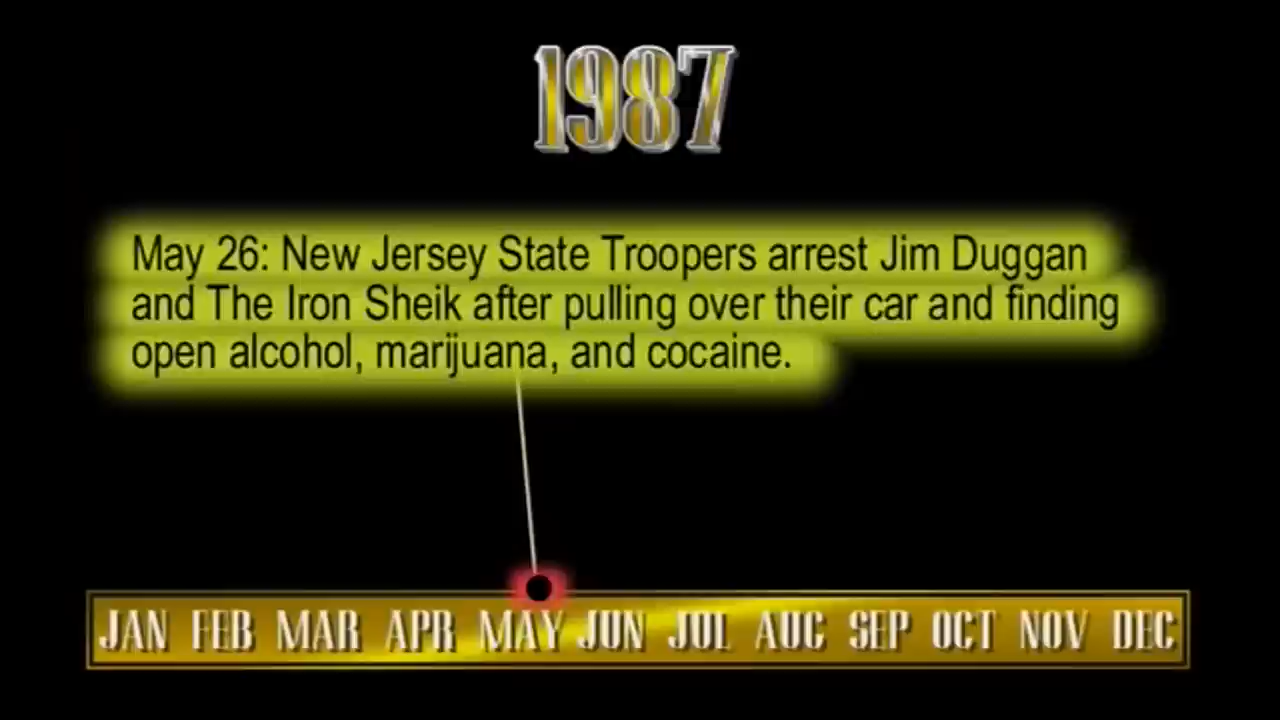 1987
May 26: New Jersey State Troopers arrest Jim Duggan
and The Iron Sheik after pulling over their car and finding
open alcohol, marijuana, and cocaine.
JAN FEB MAR APR MAY JUN JUL AUG SEP OCT NOV DEC